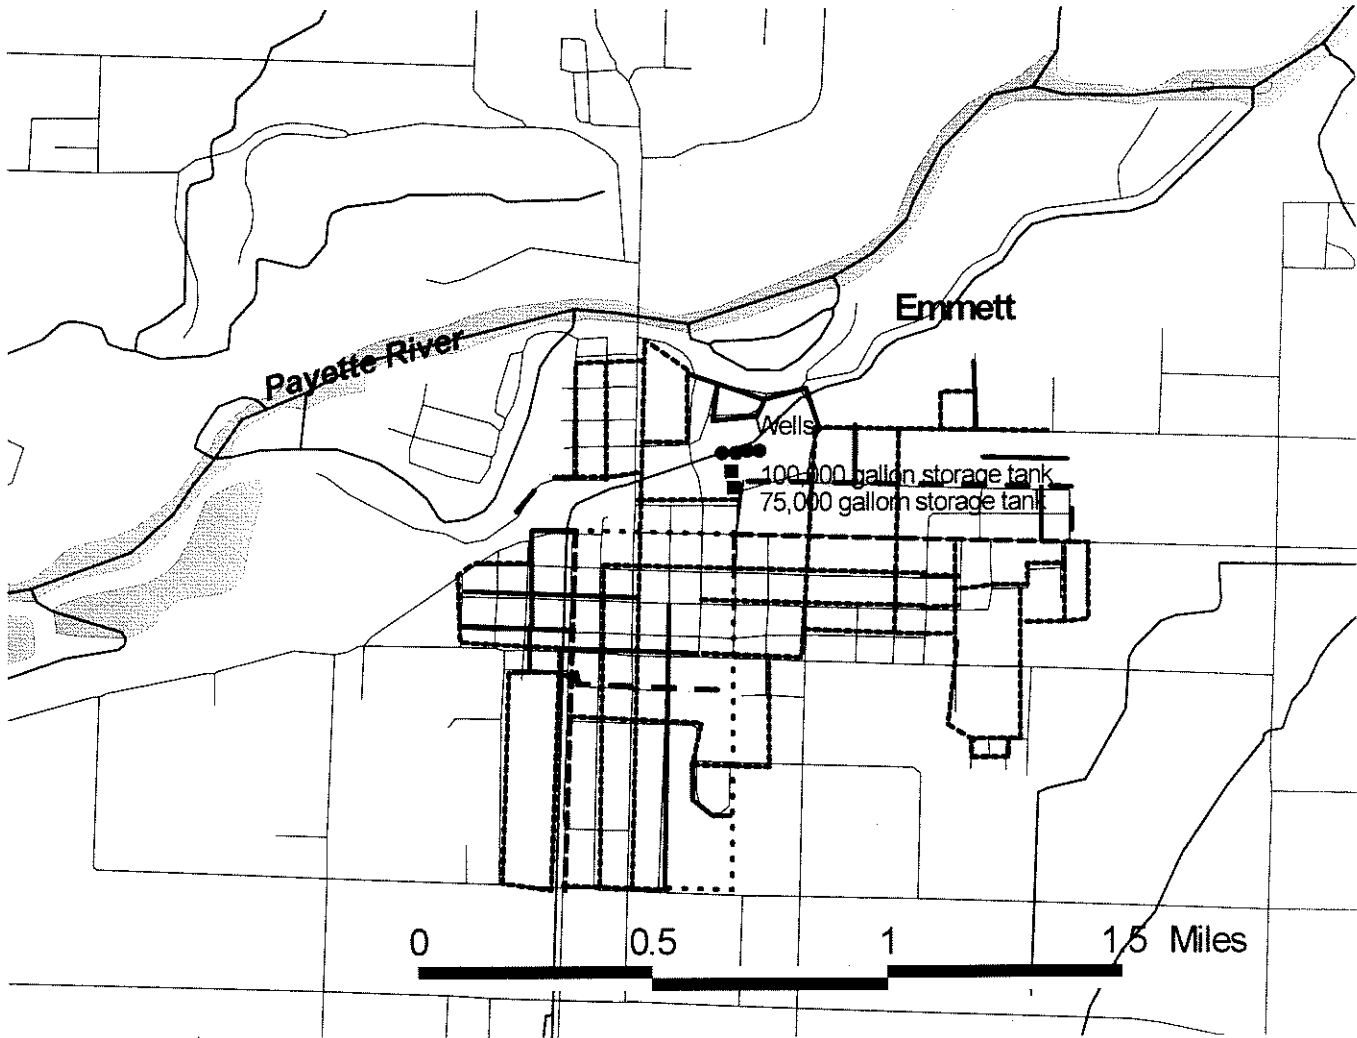 Emmett
Payette River
Wells
100,000 gallon storage tank
75,000 gallom storage tank
0 0.5 1 1.5 Miles